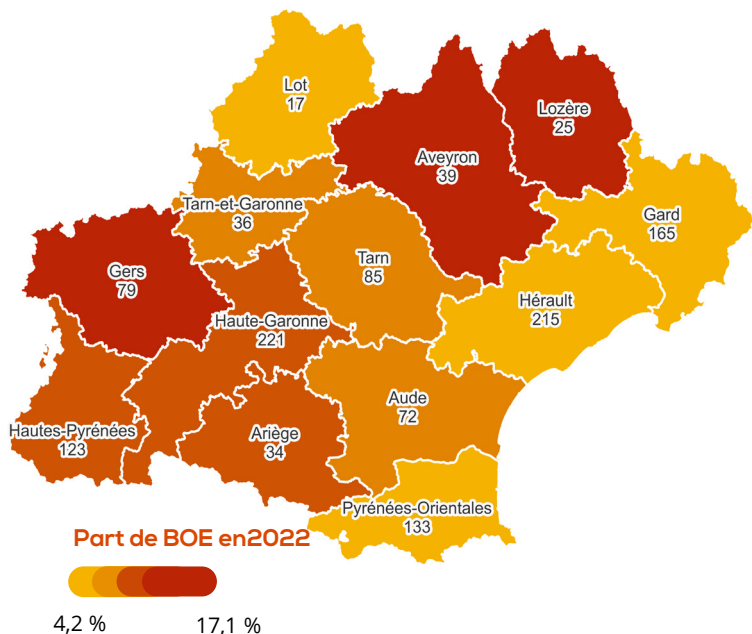 Lot
17
Lozère
25
Aveyron
39
Tarn-et-Garonne
36
Gard
165
Tarn
85
Gers
79
Hérault
215
Haute-Garonne
221
Aude
72
Hautes-Pyrénées
123
Ariège
34
Pyrénées-Orientales
133
Part de BOE en2022
4,2 % 17,1 %